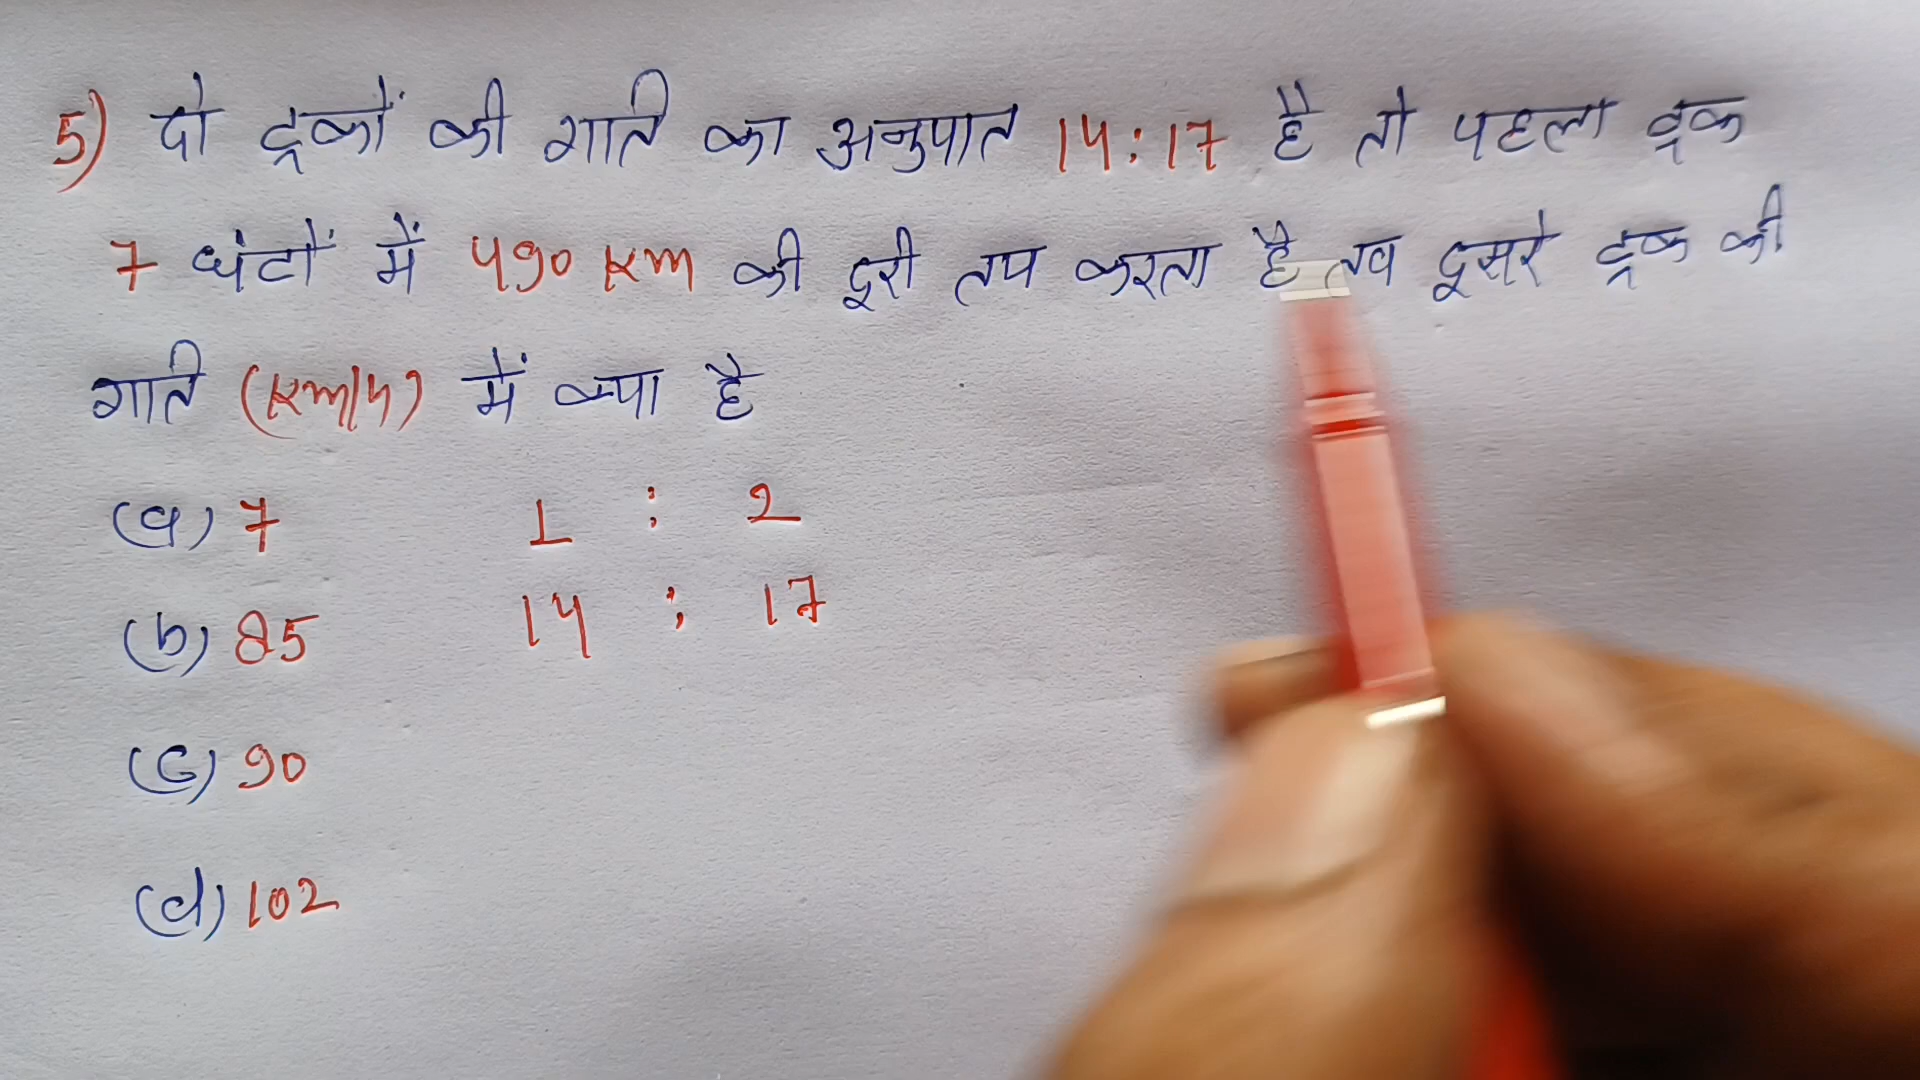 5) दो ट्रकों की गति का अनुपात 14:17 है तो पहला ट्रक
7 घंटों में 490 km की दूरी तय करता है तब दूसरे ट्रक की
गति (km/h) में क्या है
(a) 7 1 : 2
(b) 85 14 : 17
(c) 90
(d) 102